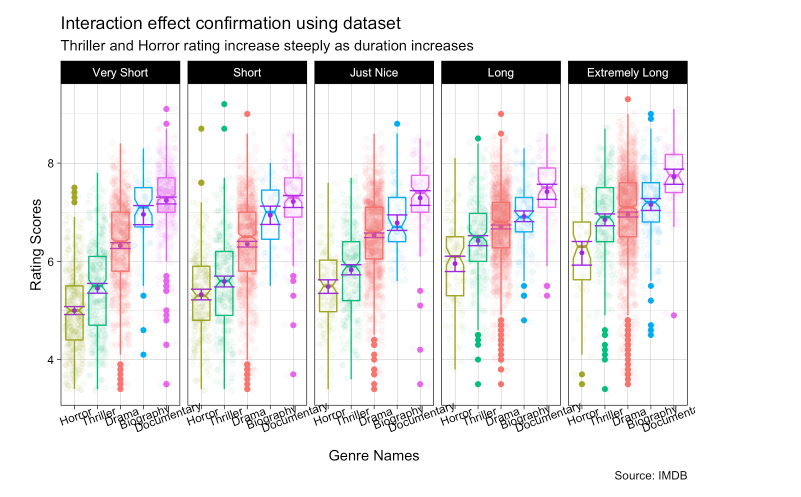 Interaction effect confirmation using dataset
Thriller and Horror rating increase steeply as duration increases
Very Short Short Just Nice Long Extremely Long
Rating Scores
8
6
4
Horror Thriller Drama Biography Documentary Horror Thriller Drama Biography Documentary Horror Thriller Drama Biography Documentary Horror Thriller Drama Biography Documentary Horror Thriller Drama Biography Documenta
Genre Names
Source: IMDB